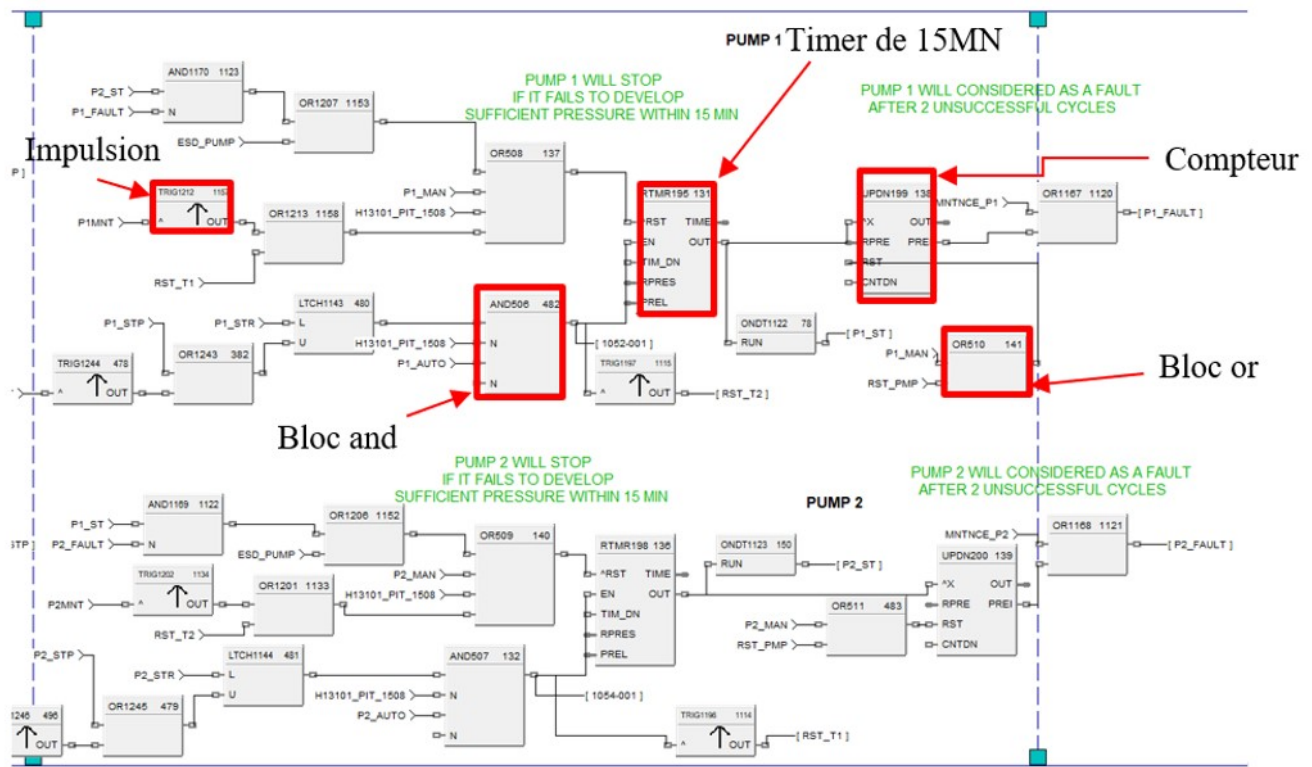 PUMP 1 Timer de 15MN
AND1170 1123
P2_ST
P1_FAULT
N
OR1207 1153
ESD_PUMP
PUMP 1 WILL STOP
IF IT FAILS TO DEVELOP
SUFFICIENT PRESSURE WITHIN 15 MIN
PUMP 1 WILL CONSIDERED AS A FAULT
AFTER 2 UNSUCCESSFUL CYCLES
Impulsion
Compteur
P ]
TRIG1212
P1MNT
^
OUT
OR1213 1158
RST_T1
OR508 137
P1_MAN
H13101_PIT_1508
RTMR195 131
^RST TIME
EN OUT
TIM_DN
RPRES
PREL
UPDN199 138
^X OUT
RPRE PRE
RST
CNTDN
MNTNCE_P1
OR1167 1120
[ P1_FAULT ]
LTCH1143 480
P1_STR
L
U
P1_STP
OR1243 382
TRIG1244 478
^ OUT
AND506 482
H13101_PIT_1508
N
P1_AUTO
N
[ 1052-001 ]
TRIG1197 1115
^ OUT
[ RST_T2 ]
ONDT1122 78
RUN
[ P1_ST ]
P1_MAN
OR510 141
RST_PMP
Bloc or
Bloc and
PUMP 2 WILL STOP
IF IT FAILS TO DEVELOP
SUFFICIENT PRESSURE WITHIN 15 MIN
PUMP 2
PUMP 2 WILL CONSIDERED AS A FAULT
AFTER 2 UNSUCCESSFUL CYCLES
AND1169 1122
P1_ST
P2_FAULT
N
STP ]
OR1206 1152
ESD_PUMP
OR509 140
P2_MAN
H13101_PIT_1508
TRIG1202 1134
P2MNT
^ OUT
OR1201 1133
RST_T2
RTMR198 136
^RST TIME
EN OUT
TIM_DN
RPRES
PREL
ONDT1123 150
RUN
[ P2_ST ]
MNTNCE_P2
OR1168 1121
[ P2_FAULT ]
UPDN200 139
^X OUT
RPRE PREI
RST
CNTDN
OR511 483
P2_MAN
RST_PMP
P2_STP
LTCH1144 481
P2_STR
L
U
OR1245 479
496
OUT
AND507 132
H13101_PIT_1508
N
P2_AUTO
N
[ 1054-001 ]
TRIG1196 1114
^ OUT
[ RST_T1 ]